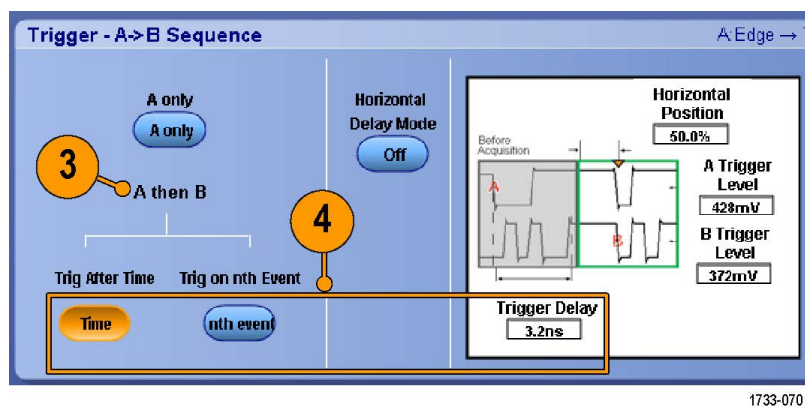 Trigger - A->B Sequence
A:Edge →
A only
A only
3
A then B
4
Trig After Time
Trig on nth Event
Time
nth event
Horizontal
Delay Mode
Off
Before
Acquisition
A
B
Horizontal
Position
50.0%
A Trigger
Level
428mV
B Trigger
Level
372mV
Trigger Delay
3.2ns
1733-070